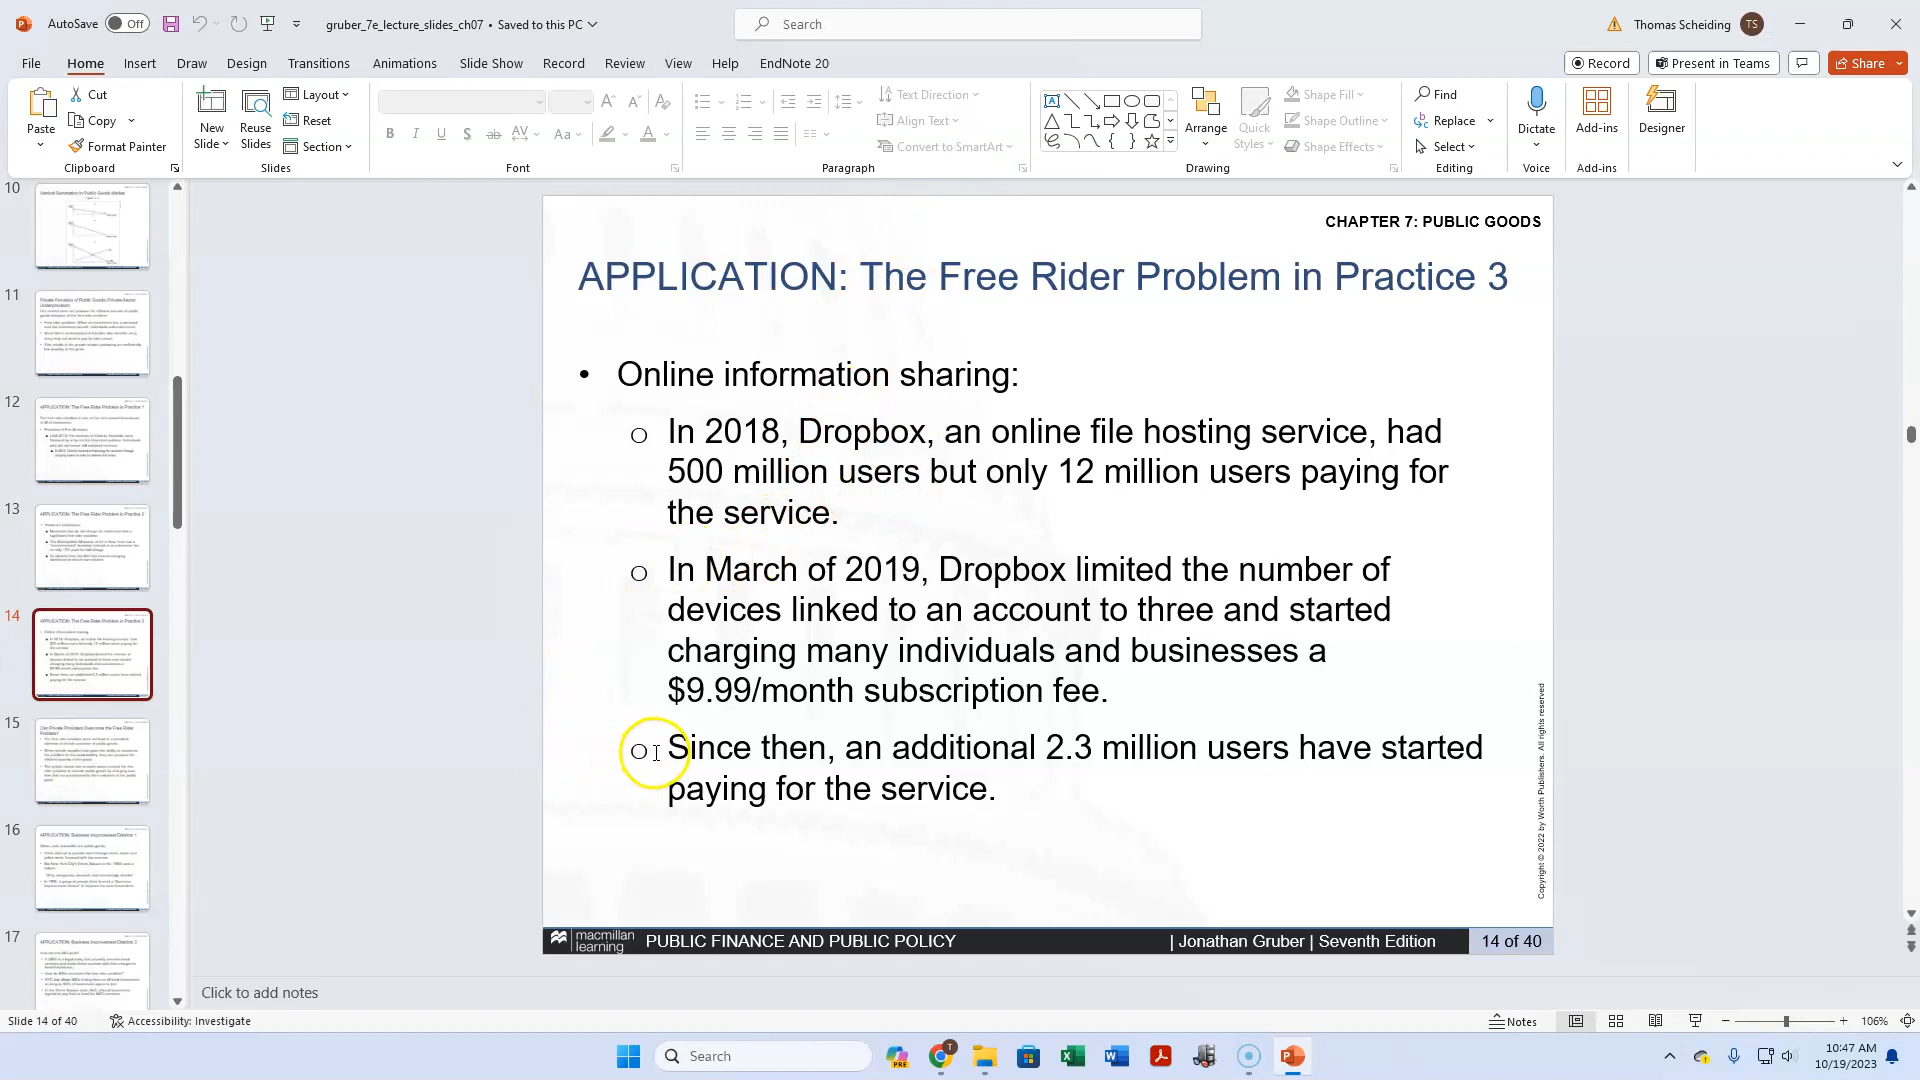 AutoSave Off
gruber_7e_lecture_slides_ch07 • Saved to this PC
Search
Thomas Scheiding TS
File Home Insert Draw Design Transitions Animations Slide Show Record Review View Help EndNote 20
Record Present in Teams Share
Paste
Cut
Copy
Format Painter
Clipboard
New Slide
Reuse Slides
Layout
Reset
Section
Slides
Font
Text Direction
Align Text
Convert to SmartArt
Paragraph
Arrange
Quick Styles
Shape Fill
Shape Outline
Shape Effects
Drawing
Find
Replace
Select
Editing
Dictate
Voice
Add-ins
Add-ins
Designer
10
11
12
13
14
15
16
17
CHAPTER 7: PUBLIC GOODS
APPLICATION: The Free Rider Problem in Practice 3
• Online information sharing:
o In 2018, Dropbox, an online file hosting service, had
500 million users but only 12 million users paying for
the service.
o In March of 2019, Dropbox limited the number of
devices linked to an account to three and started
charging many individuals and businesses a
$9.99/month subscription fee.
o Since then, an additional 2.3 million users have started
paying for the service.
Copyright © 2022 by Worth Publishers. All rights reserved
macmillan learning
PUBLIC FINANCE AND PUBLIC POLICY | Jonathan Gruber | Seventh Edition 14 of 40
Click to add notes
Slide 14 of 40 Accessibility: Investigate Notes 106%
Search
10:47 AM
10/19/2023